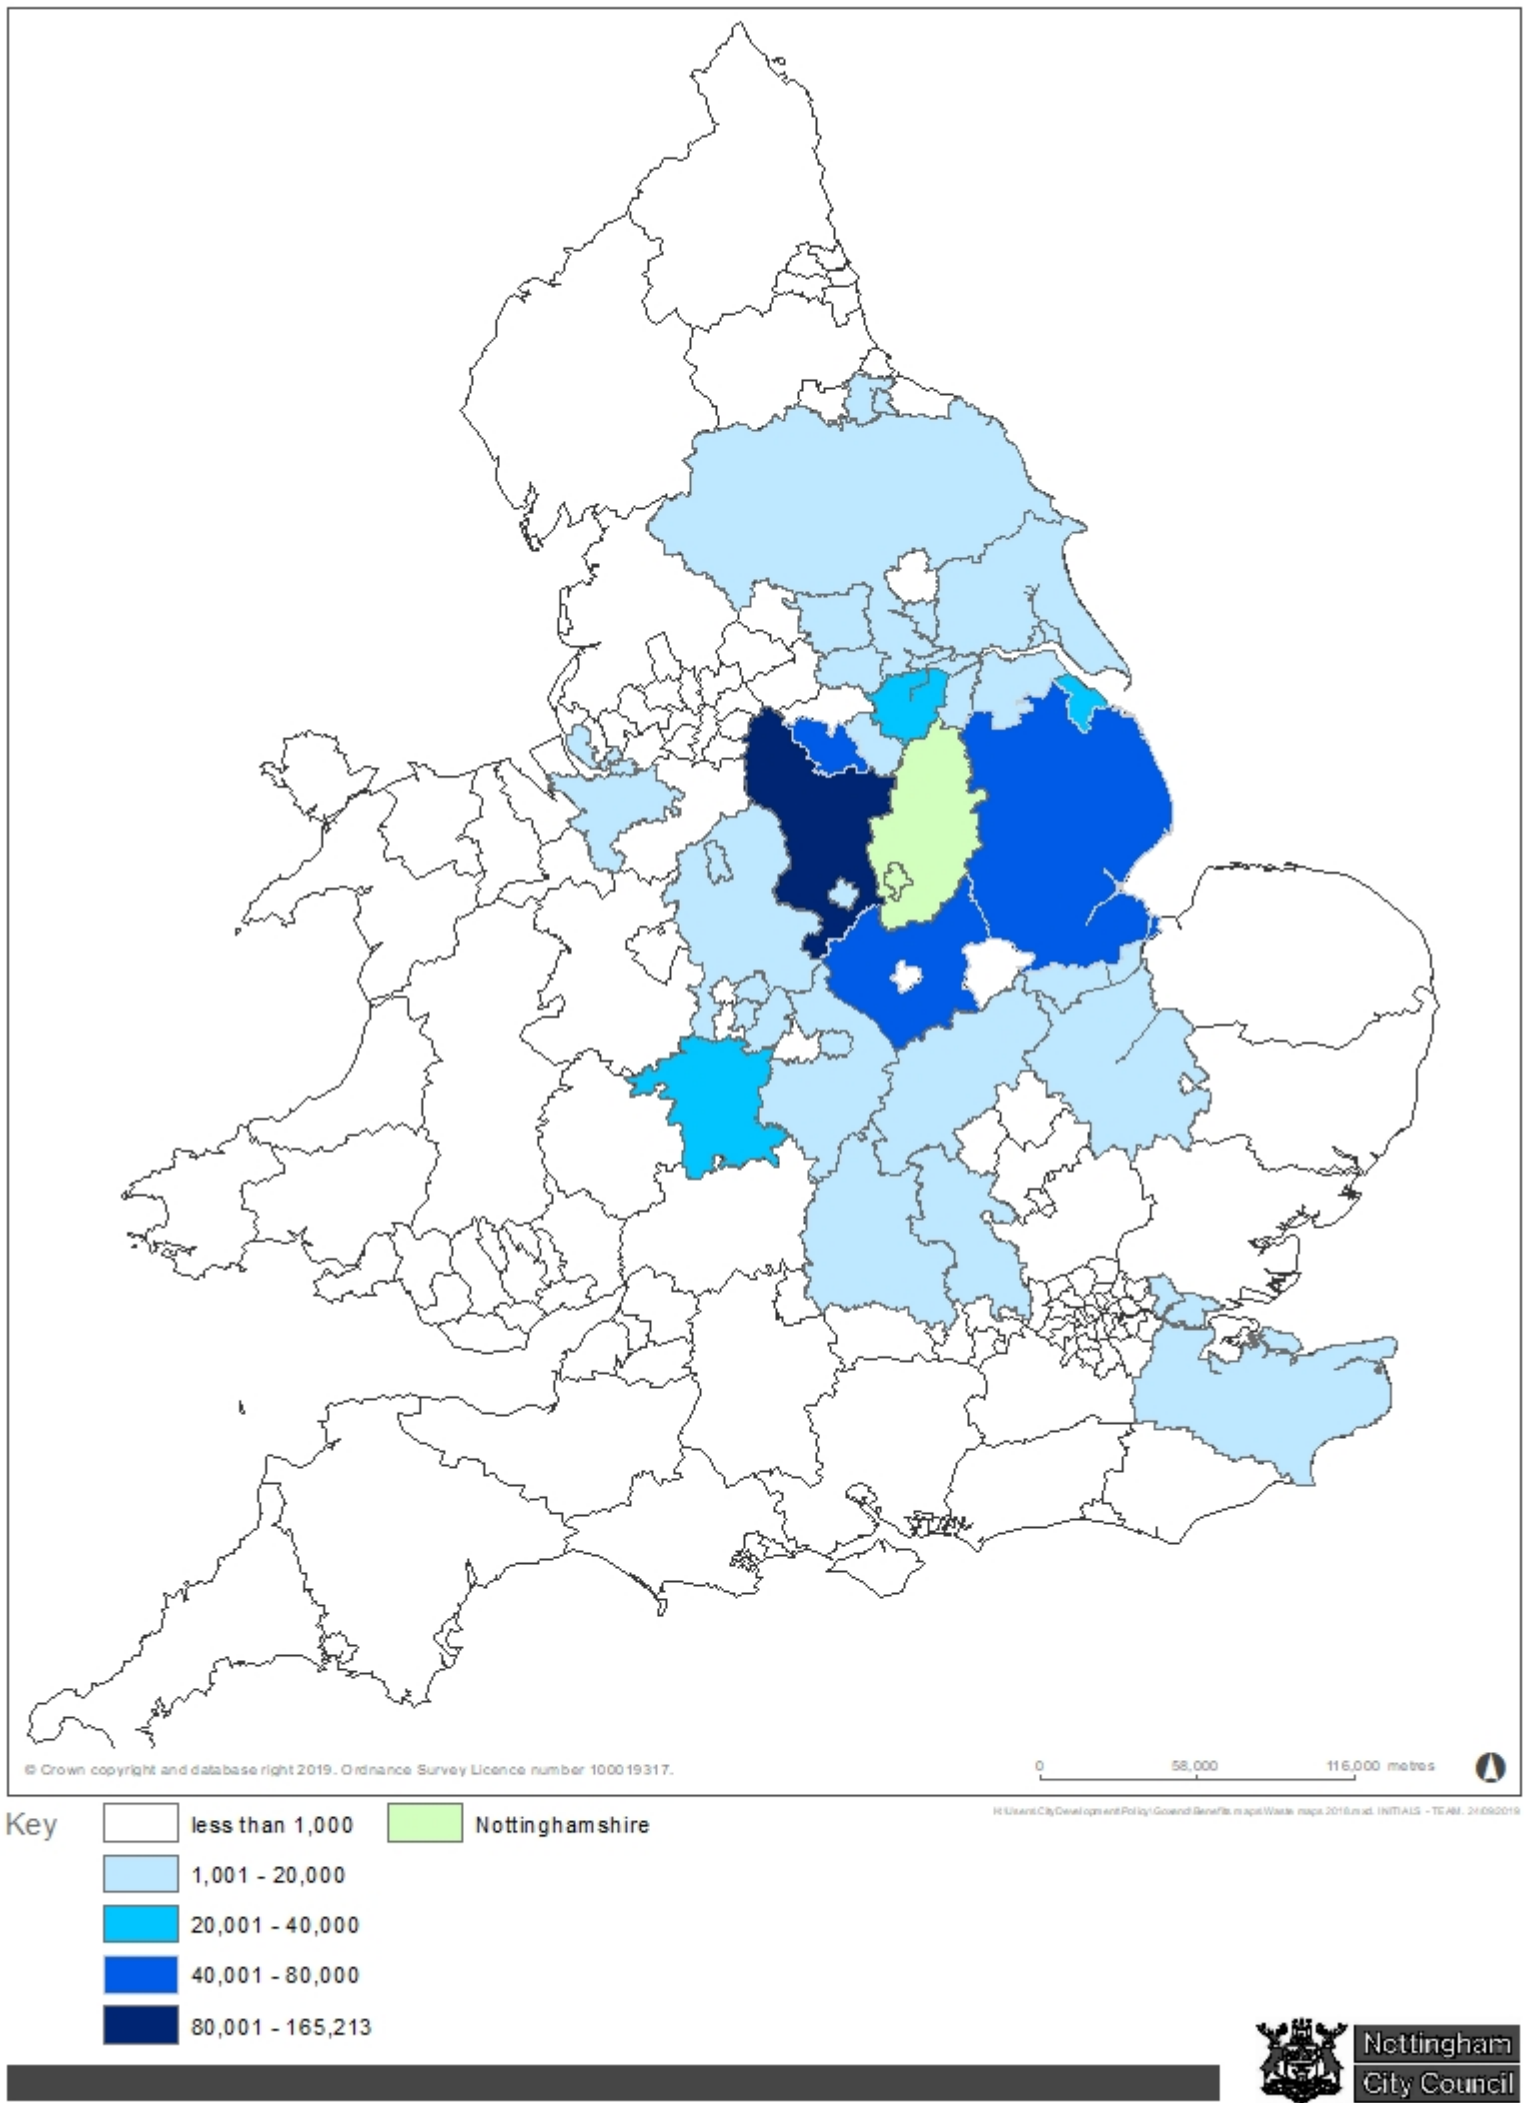 © Crown copyright and database right 2019. Ordnance Survey Licence number 100019317.
0 58,000 116,000 metres
Key
less than 1,000
Nottinghamshire
1,001 - 20,000
20,001 - 40,000
40,001 - 80,000
80,001 - 165,213
Nottingham
City Council